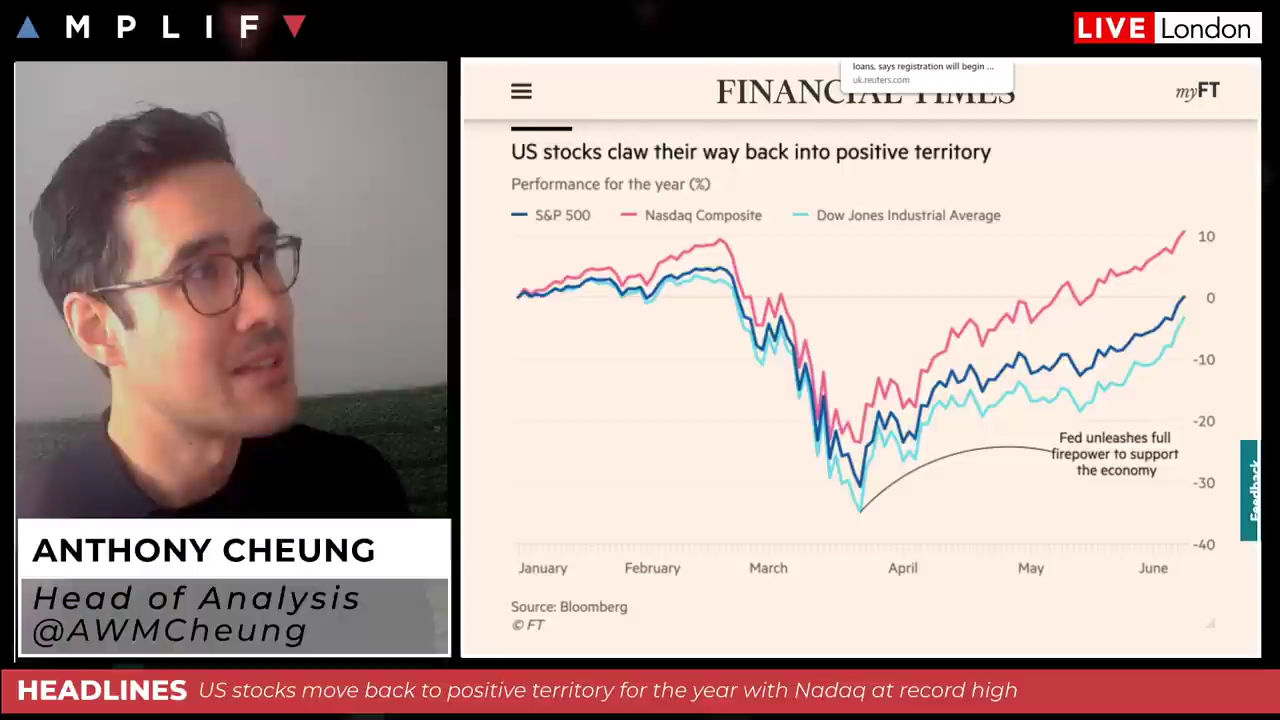 AMPLIFY
LIVE London
loans, says registration will begin ...
uk.reuters.com
FINANCIAL TIMES
myFT
US stocks claw their way back into positive territory
Performance for the year (%)
S&P 500 Nasdaq Composite Dow Jones Industrial Average
10
0
-10
-20
Fed unleashes full
firepower to support
the economy
-30
-40
January February March April May June
Source: Bloomberg
© FT
Feedback
ANTHONY CHEUNG
Head of Analysis
@AWMCheung
HEADLINES US stocks move back to positive territory for the year with Nadaq at record high